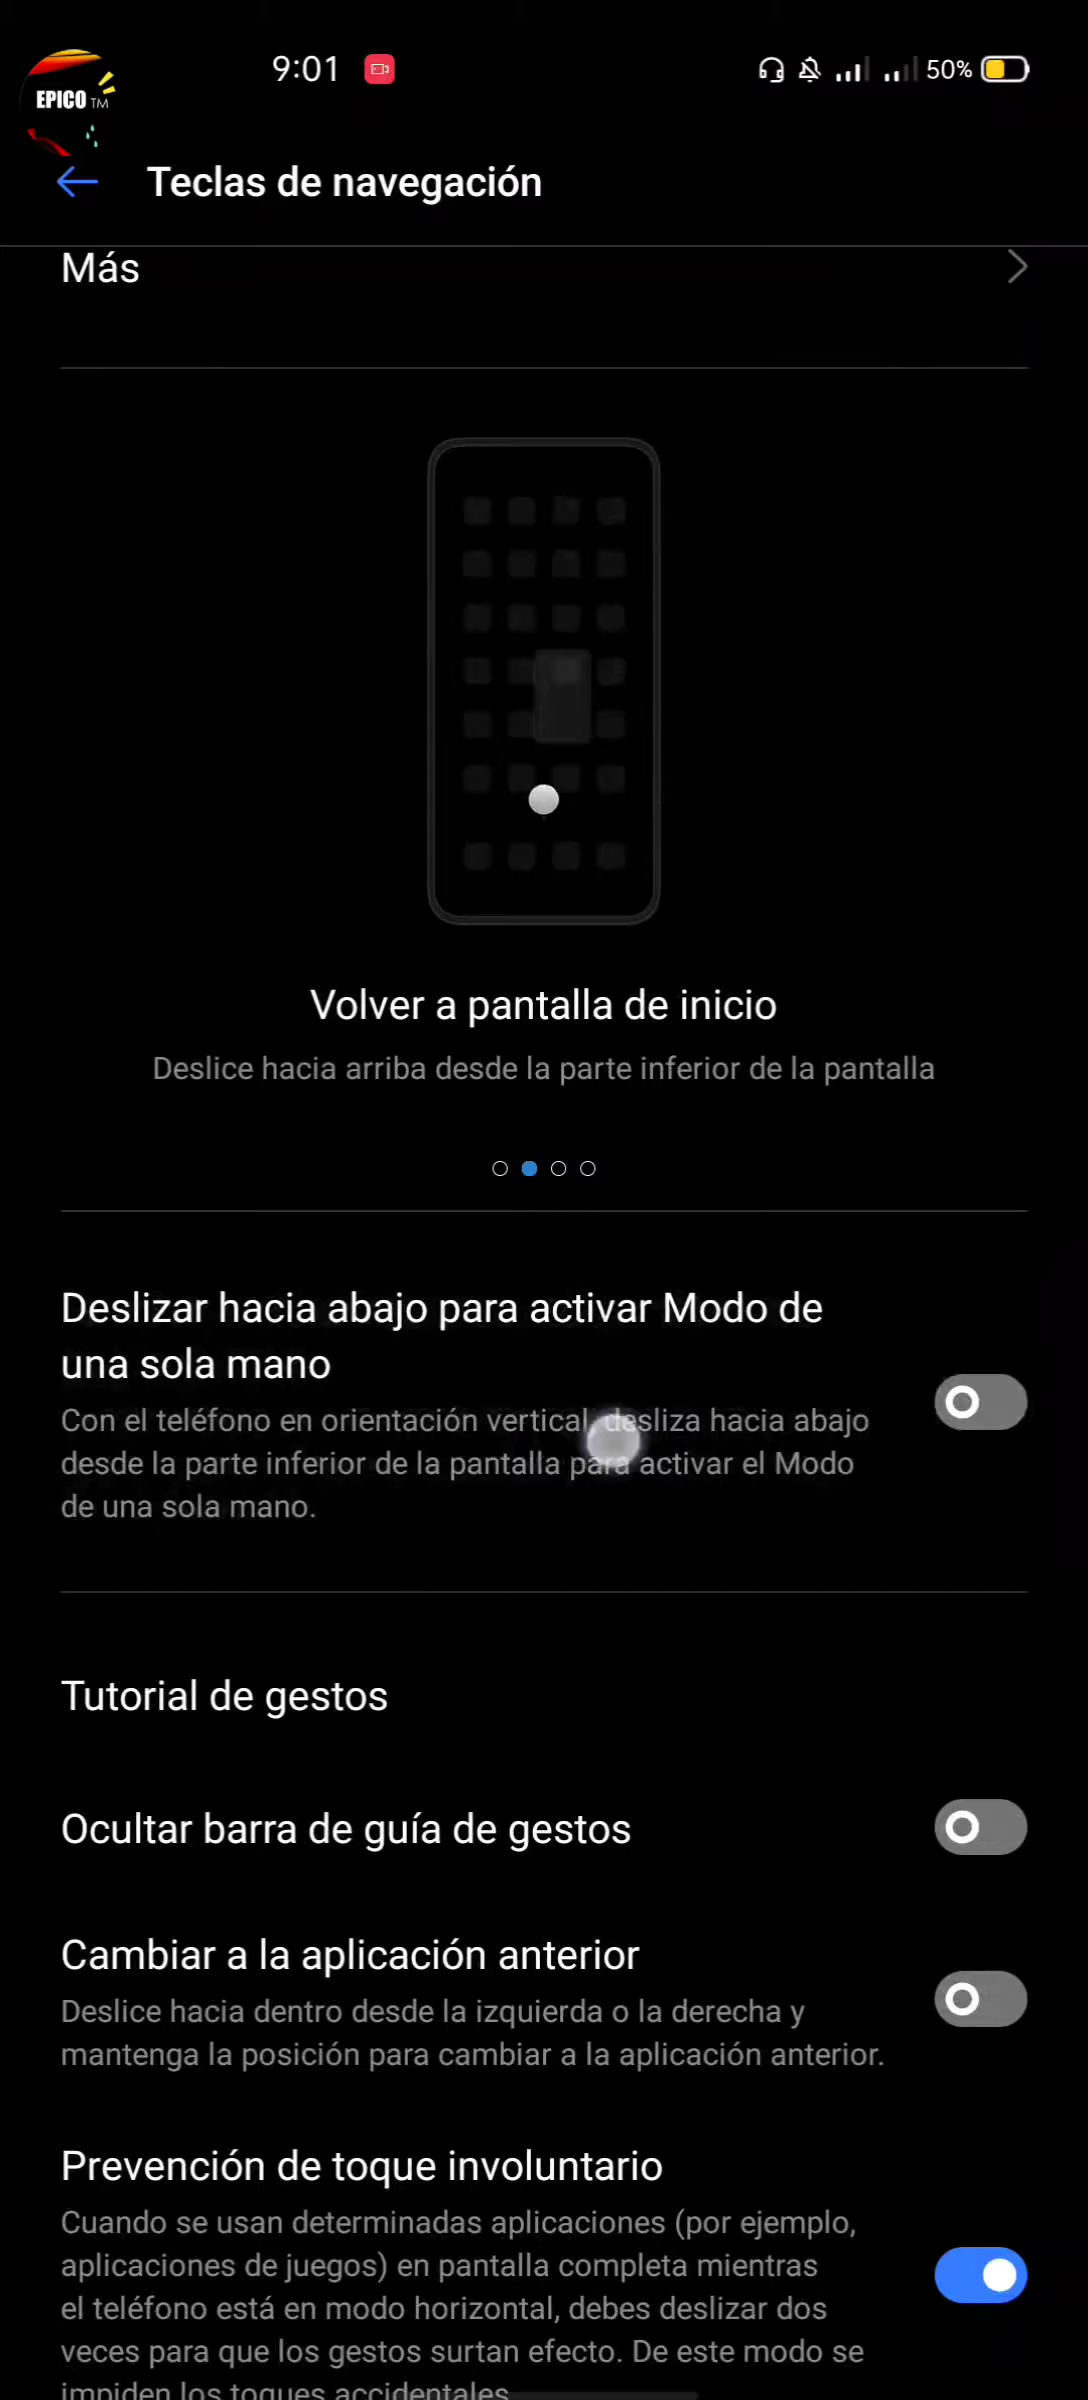 EPICO TM
9:01
50%
Teclas de navegación
Más
Volver a pantalla de inicio
Deslice hacia arriba desde la parte inferior de la pantalla
Deslizar hacia abajo para activar Modo de
una sola mano
Con el teléfono en orientación vertical, desliza hacia abajo
desde la parte inferior de la pantalla para activar el Modo
de una sola mano.
Tutorial de gestos
Ocultar barra de guía de gestos
Cambiar a la aplicación anterior
Deslice hacia dentro desde la izquierda o la derecha y
mantenga la posición para cambiar a la aplicación anterior.
Prevención de toque involuntario
Cuando se usan determinadas aplicaciones (por ejemplo,
aplicaciones de juegos) en pantalla completa mientras
el teléfono está en modo horizontal, debes deslizar dos
veces para que los gestos surtan efecto. De este modo se
impiden los toques accidentales.